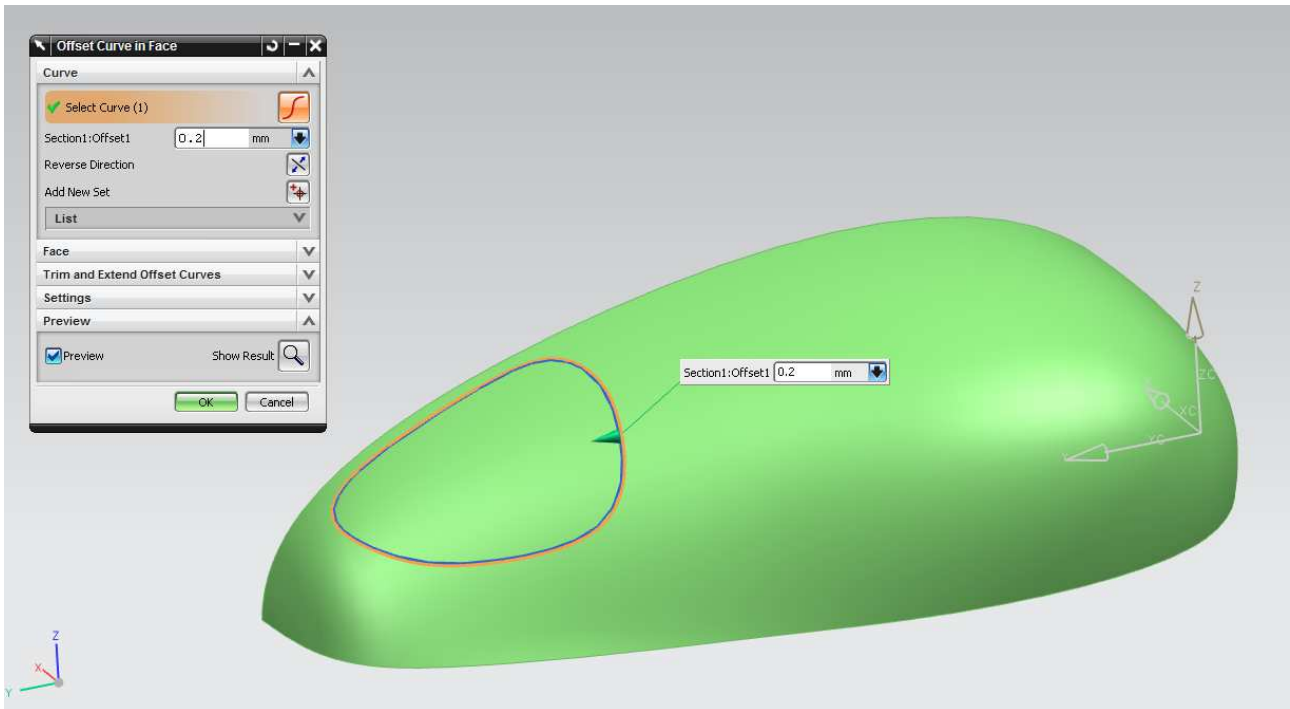 Offset Curve in Face
Curve
Select Curve (1)
Section1:Offset1 0.2 mm
Reverse Direction
Add New Set
List
Face
Trim and Extend Offset Curves
Settings
Preview
Preview Show Result
OK Cancel
Section1:Offset1 0.2 mm
Z
ZC
XC
YC
Z
X
Y